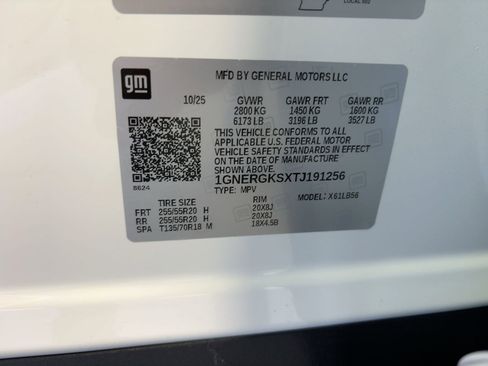 LOCAL 602
gm
MFD BY GENERAL MOTORS LLC
10/25 GVWR GAWR FRT GAWR RR
2800 KG 1450 KG 1600 KG
6173 LB 3196 LB 3527 LB
THIS VEHICLE CONFORMS TO ALL
APPLICABLE U.S. FEDERAL MOTOR
VEHICLE SAFETY STANDARDS IN EFFECT
ON THE DATE OF MANUFACTURE
SHOWN ABOVE.
1GNERGKSXTJ191256
8624
TYPE: MPV MODEL: X61LB56
TIRE SIZE RIM
FRT 255/55R20 H 20X8J
RR 255/55R20 H 20X8J
SPA T135/70R18 M 18X4.5B